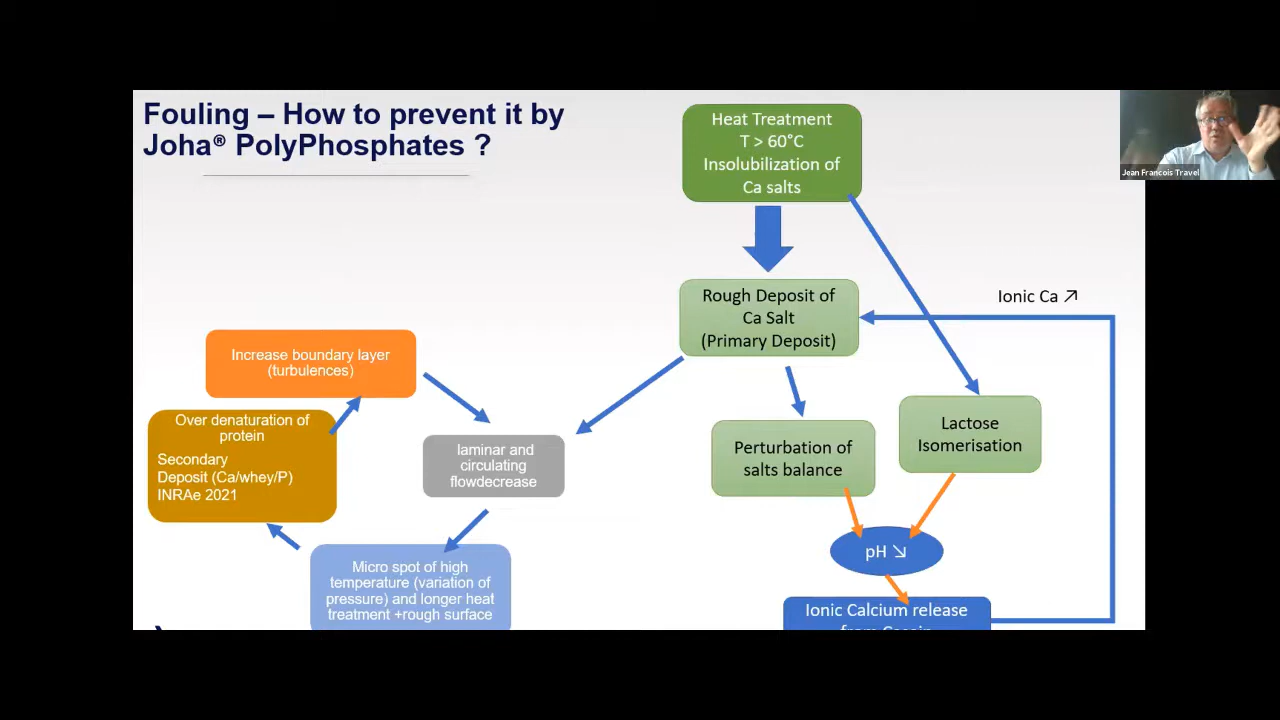 Fouling – How to prevent it by
Joha® PolyPhosphates ?
Heat Treatment
T > 60°C
Insolubilization of
Ca salts
Rough Deposit of
Ca Salt
(Primary Deposit)
Ionic Ca ↗
Increase boundary layer
(turbulences)
Over denaturation of
protein
Secondary
Deposit (Ca/whey/P)
INRAe 2021
laminar and
circulating
flowdecrease
Perturbation of
salts balance
Lactose
Isomerisation
pH ↘
Micro spot of high
temperature (variation of
pressure) and longer heat
treatment +rough surface
Ionic Calcium release
from Casein
Jean Francois Travel